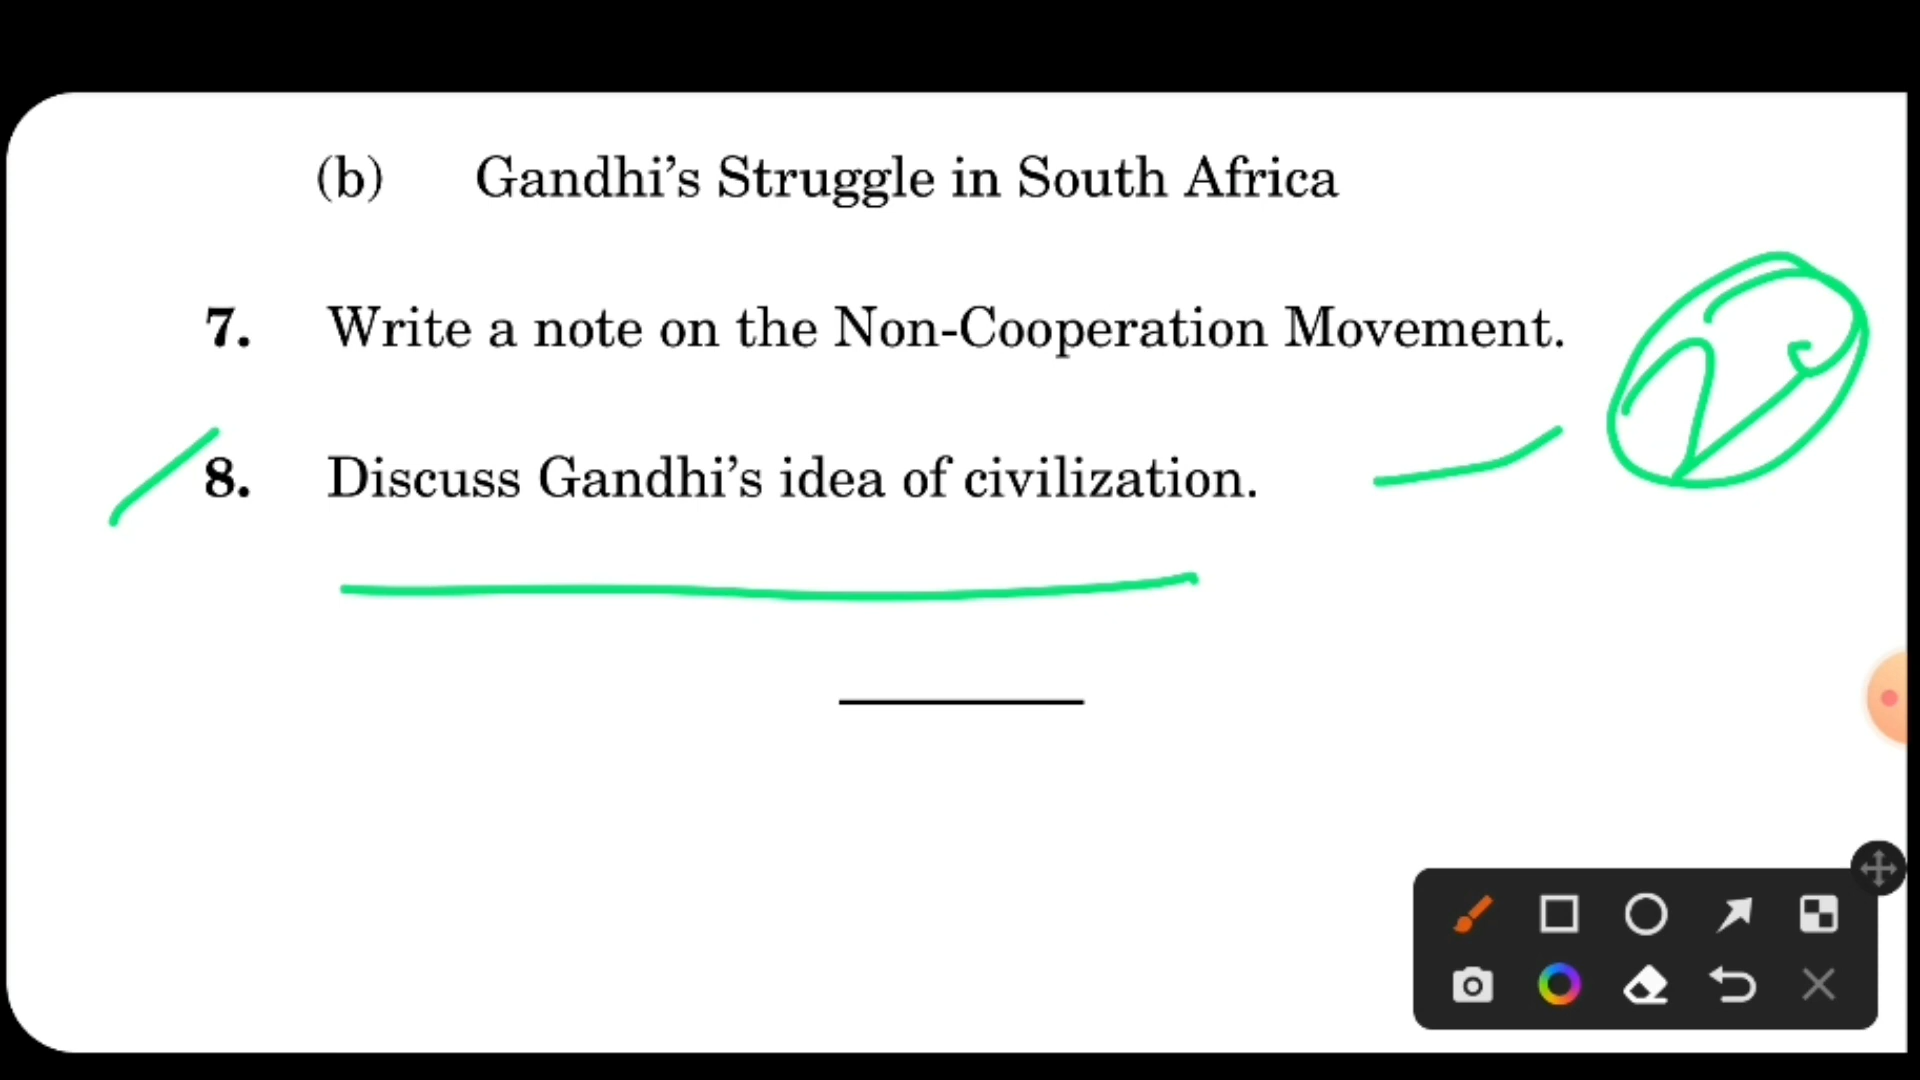 (b) Gandhi’s Struggle in South Africa
7. Write a note on the Non-Cooperation Movement.
8. Discuss Gandhi’s idea of civilization.